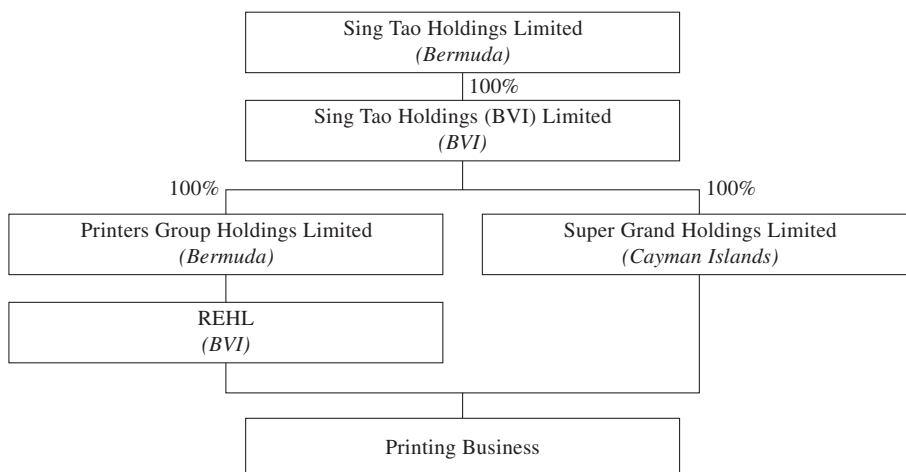 Sing Tao Holdings Limited
(Bermuda)
100%
Sing Tao Holdings (BVI) Limited
(BVI)
100%
100%
Printers Group Holdings Limited
(Bermuda)
Super Grand Holdings Limited
(Cayman Islands)
REHL
(BVI)
Printing Business